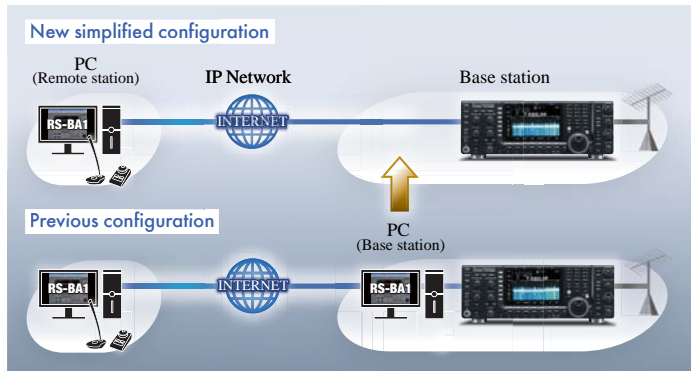 New simplified configuration
PC
(Remote station)
IP Network
Base station
RS-BA1
INTERNET
Previous configuration
PC
(Base station)
RS-BA1
INTERNET
RS-BA1